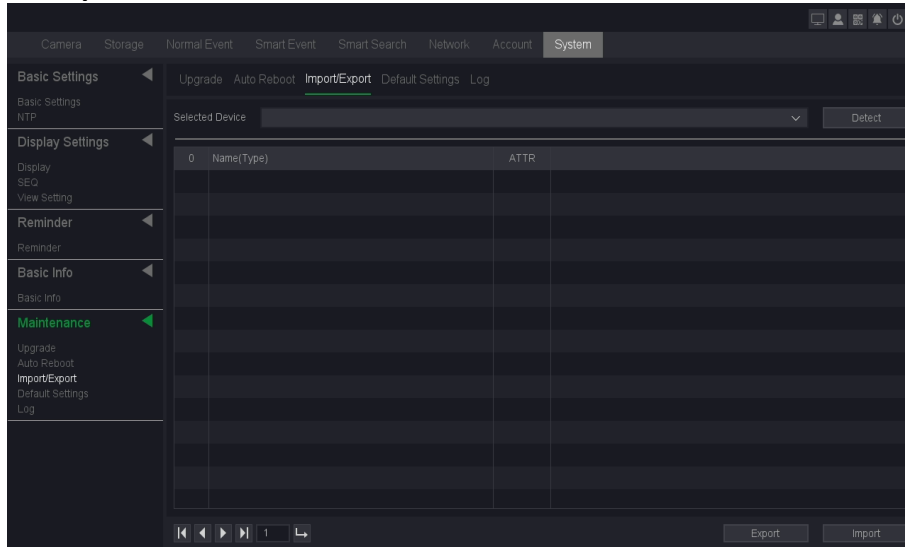 Camera Storage Normal Event Smart Event Smart Search Network Account System
Basic Settings
Basic Settings
NTP
Display Settings
Display
SEQ
View Setting
Reminder
Reminder
Basic Info
Basic Info
Maintenance
Upgrade
Auto Reboot
Import/Export
Default Settings
Log
Upgrade Auto Reboot Import/Export Default Settings Log
Selected Device Detect
0 Name(Type) ATTR
1
Export Import